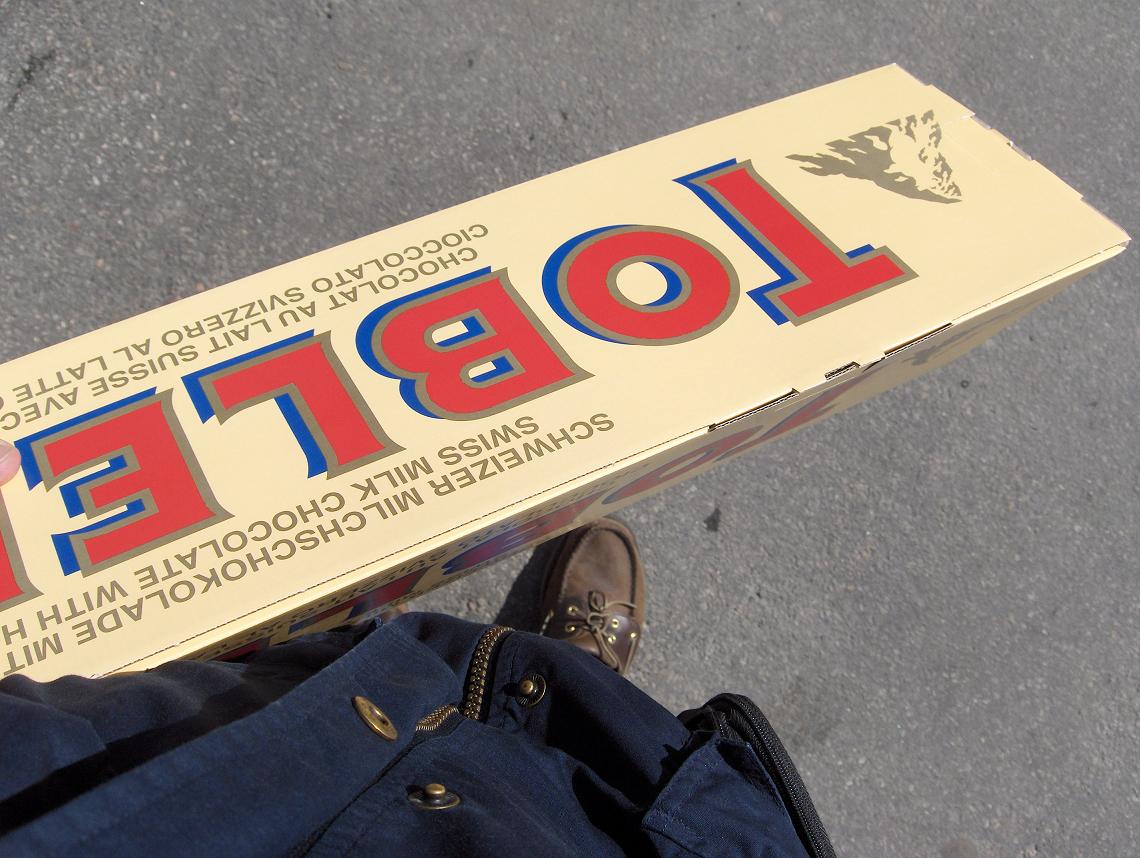 CIOCCOLATO SVIZZERO AL LATTE
CHOCOLAT AU LAIT SUISSE AVEC
TOBLE
SWISS MILK CHOCOLATE WITH H
SCHWEIZER MILCHSCHOKOLADE MIT